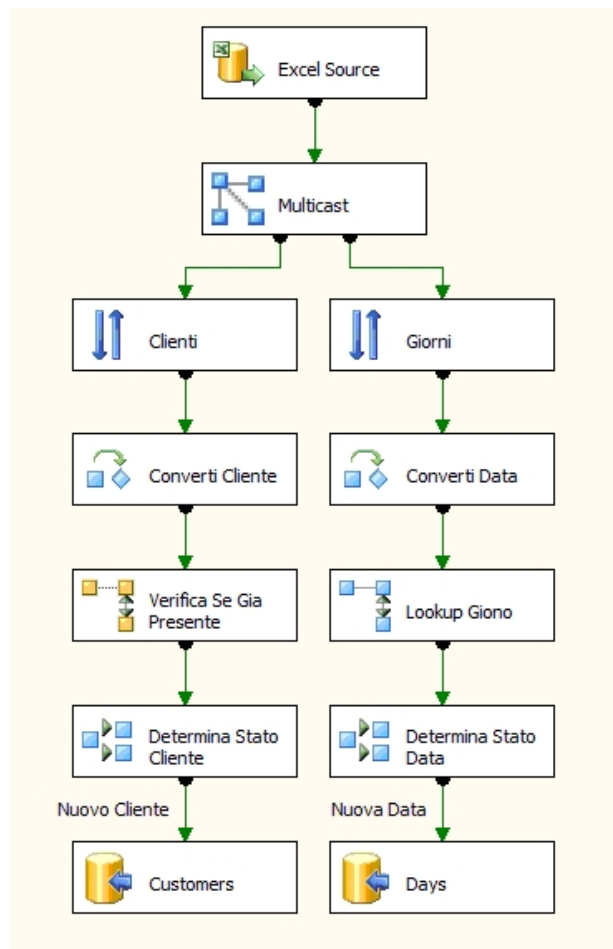 Excel Source
Multicast
Clienti
Giorni
Converti Cliente
Converti Data
Verifica Se Gia
Presente
Lookup Giono
Determina Stato
Cliente
Determina Stato
Data
Nuovo Cliente
Nuova Data
Customers
Days